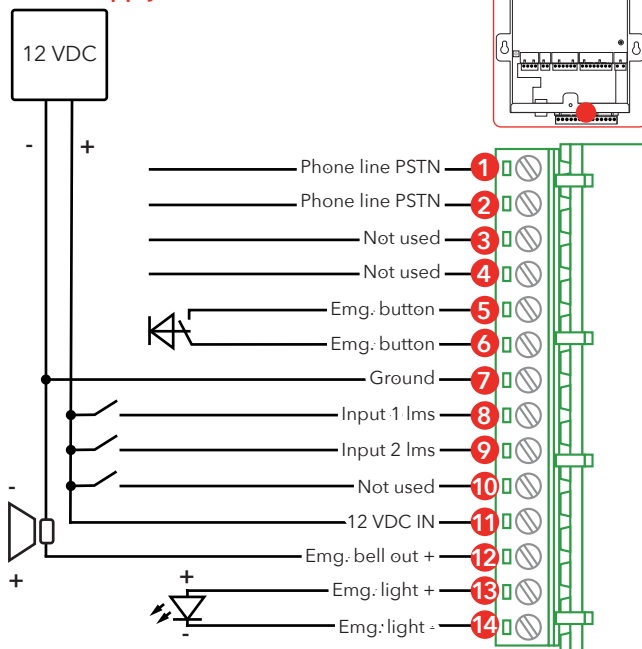 12 VDC
-
+
Phone line PSTN 1
Phone line PSTN 2
Not used 3
Not used 4
Emg. button 5
Emg. button 6
Ground 7
Input 1 lms 8
Input 2 lms 9
Not used 10
12 VDC IN 11
-
+
Emg. bell out + 12
+
Emg. light + 13
-
Emg. light - 14